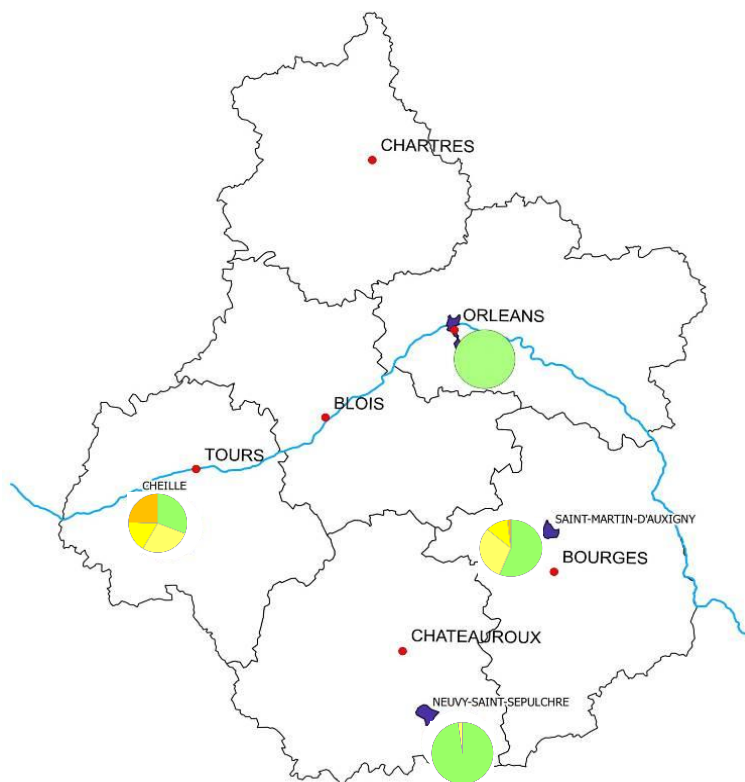 CHARTRES
ORLEANS
BLOIS
TOURS
CHEILLE
SAINT-MARTIN-D'AUXIGNY
BOURGES
CHATEAUROUX
NEUVY-SAINT-SEPULCHRE